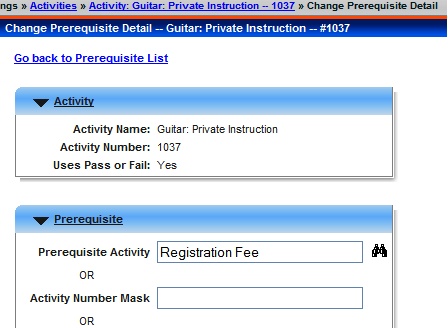 ngs » Activities » Activity: Guitar: Private Instruction -- 1037 » Change Prerequisite Detail
Change Prerequisite Detail -- Guitar: Private Instruction -- #1037
Go back to Prerequisite List
Activity
Activity Name: Guitar: Private Instruction
Activity Number: 1037
Uses Pass or Fail: Yes
Prerequisite
Prerequisite Activity Registration Fee
OR
Activity Number Mask
OR